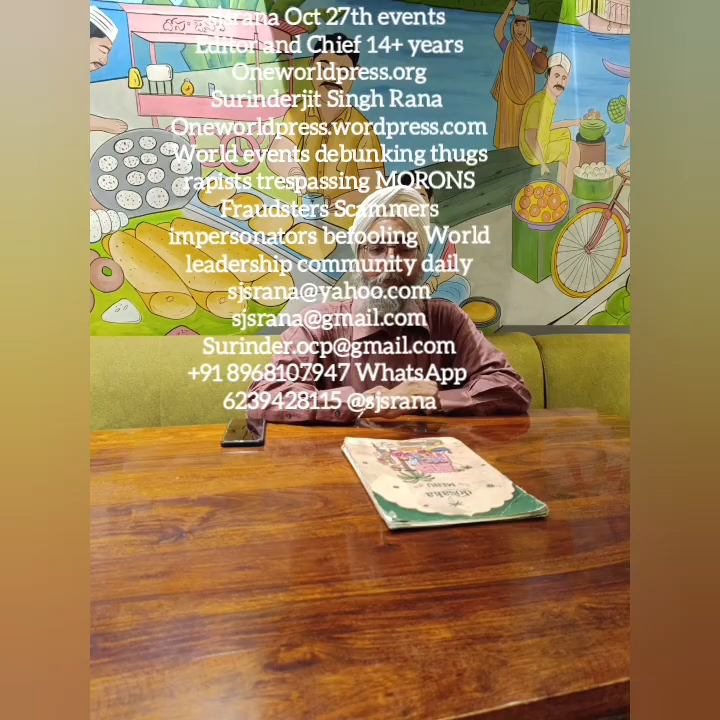 sjsrana Oct 27th events
Editor and Chief 14+ years
Oneworldpress.org
Surinderjit Singh Rana
Oneworldpress.wordpress.com
World events debunking thugs
rapists trespassing MORONS
Fraudsters Scammers
impersonators befooling World
leadership community daily
sjsrana@yahoo.com
sjsrana@gmail.com
Surinder.ocp@gmail.com
+91 8968107947 WhatsApp
6239428115 @sjsrana
MENU